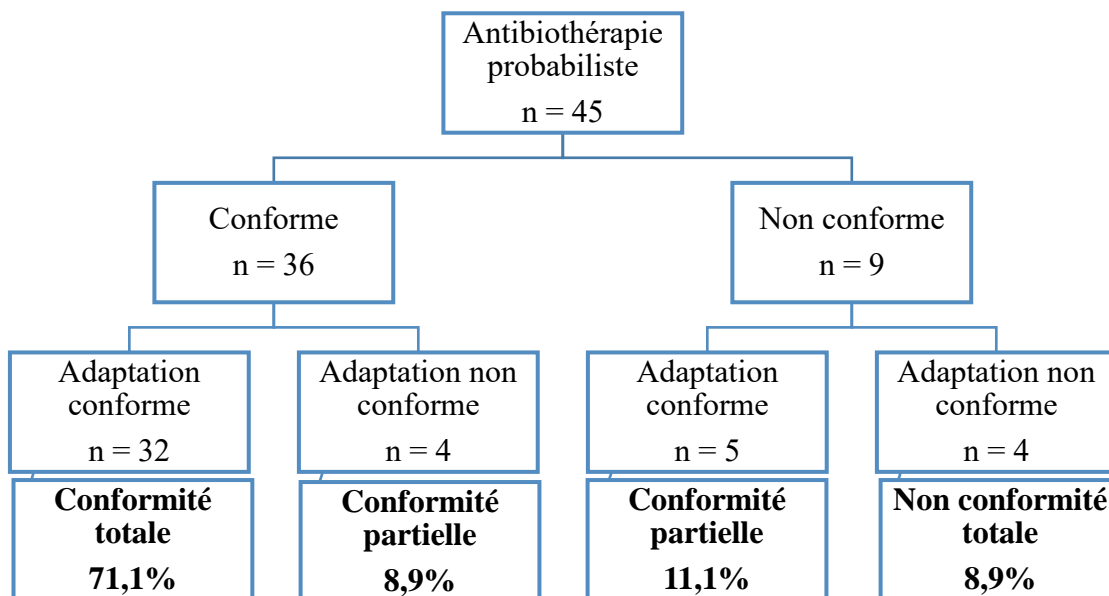 Antibiothérapie
probabiliste
n = 45
Conforme
n = 36
Non conforme
n = 9
Adaptation
conforme
n = 32
Adaptation non
conforme
n = 4
Adaptation
conforme
n = 5
Adaptation non
conforme
n = 4
Conformité
totale
71,1%
Conformité
partielle
8,9%
Conformité
partielle
11,1%
Non conformité
totale
8,9%